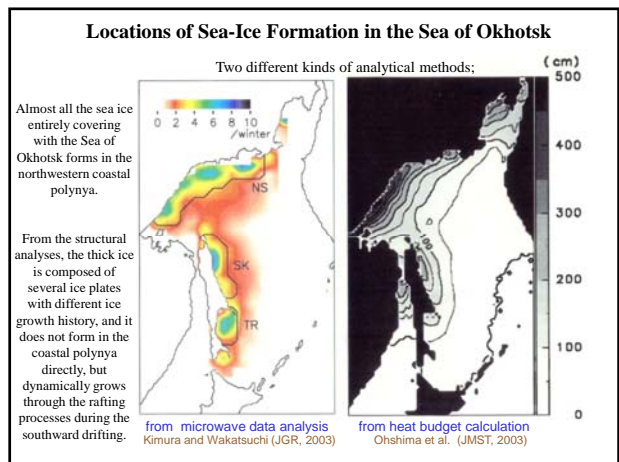 Locations of Sea-Ice Formation in the Sea of Okhotsk
Two different kinds of analytical methods;
Almost all the sea ice
entirely covering
with the Sea of
Okhotsk forms in the
northwestern coastal
polynya.
From the structural
analyses, the thick ice
is composed of
several ice plates
with different ice
growth history, and it
does not form in the
coastal polynya
directly, but
dynamically grows
through the rafting
processes during the
southward drifting.
0 2 4 6 8 10
/winter
NS
SK
TR
from microwave data analysis
Kimura and Wakatsuchi (JGR, 2003)
(cm)
500
400
300
200
100
0
from heat budget calculation
Ohshima et al. (JMST, 2003)